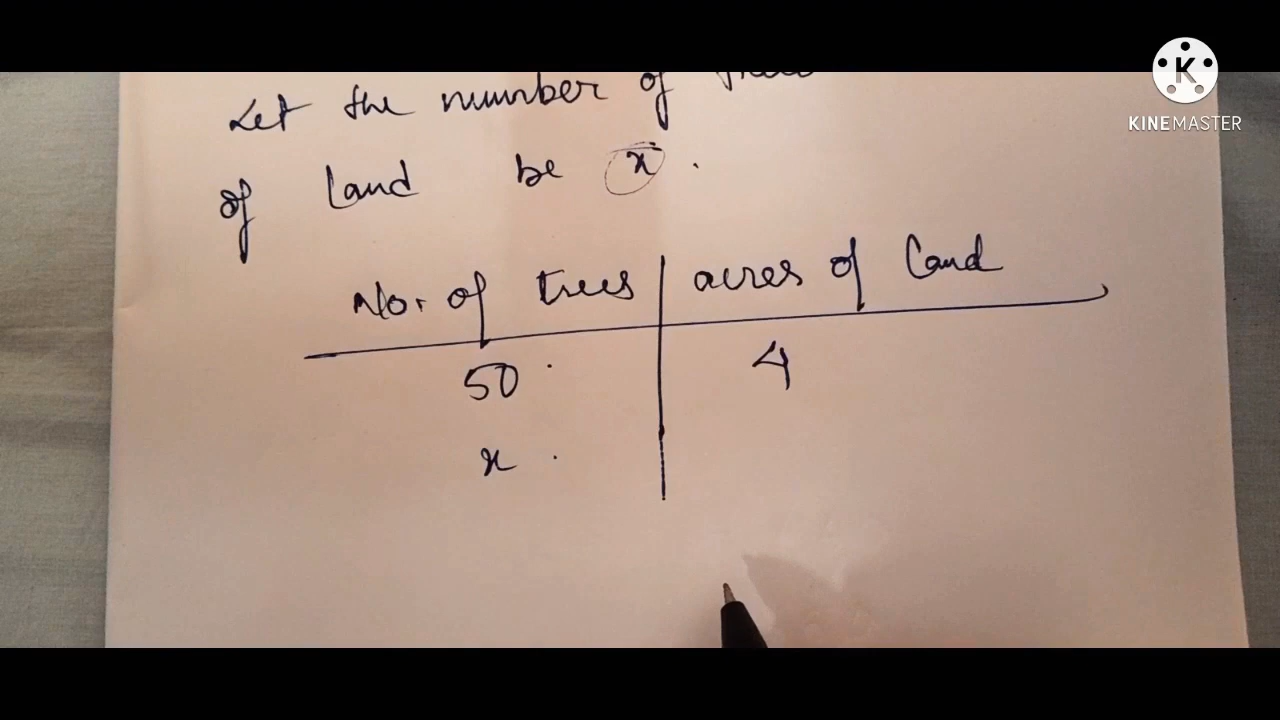 Let the number of
K
KINEMASTER
of Land be x.
No. of trees acres of Land
50 4
x